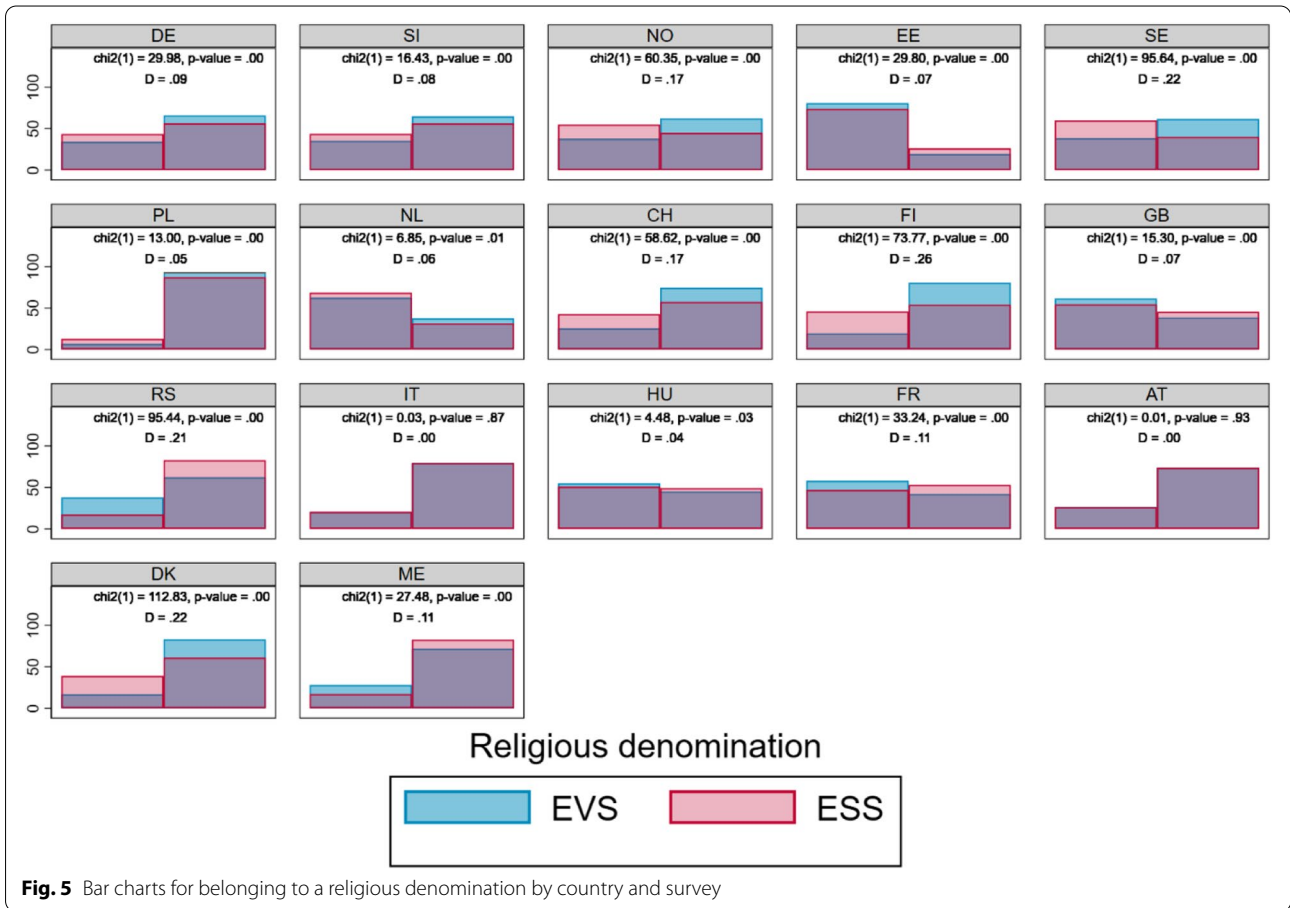 DE SI NO EE SE
chi2(1) = 29.98, p-value = .00 chi2(1) = 16.43, p-value = .00 chi2(1) = 60.35, p-value = .00 chi2(1) = 29.80, p-value = .00 chi2(1) = 95.64, p-value = .00
D = .09 D = .08 D = .17 D = .07 D = .22
100
50
0
PL NL CH FI GB
chi2(1) = 13.00, p-value = .00 chi2(1) = 6.85, p-value = .01 chi2(1) = 58.62, p-value = .00 chi2(1) = 73.77, p-value = .00 chi2(1) = 15.30, p-value = .00
D = .05 D = .06 D = .17 D = .26 D = .07
100
50
0
RS IT HU FR AT
chi2(1) = 95.44, p-value = .00 chi2(1) = 0.03, p-value = .87 chi2(1) = 4.48, p-value = .03 chi2(1) = 33.24, p-value = .00 chi2(1) = 0.01, p-value = .93
D = .21 D = .00 D = .04 D = .11 D = .00
100
50
0
DK ME
chi2(1) = 112.83, p-value = .00 chi2(1) = 27.48, p-value = .00
D = .22 D = .11
100
50
0
Religious denomination
EVS ESS
Fig. 5 Bar charts for belonging to a religious denomination by country and survey